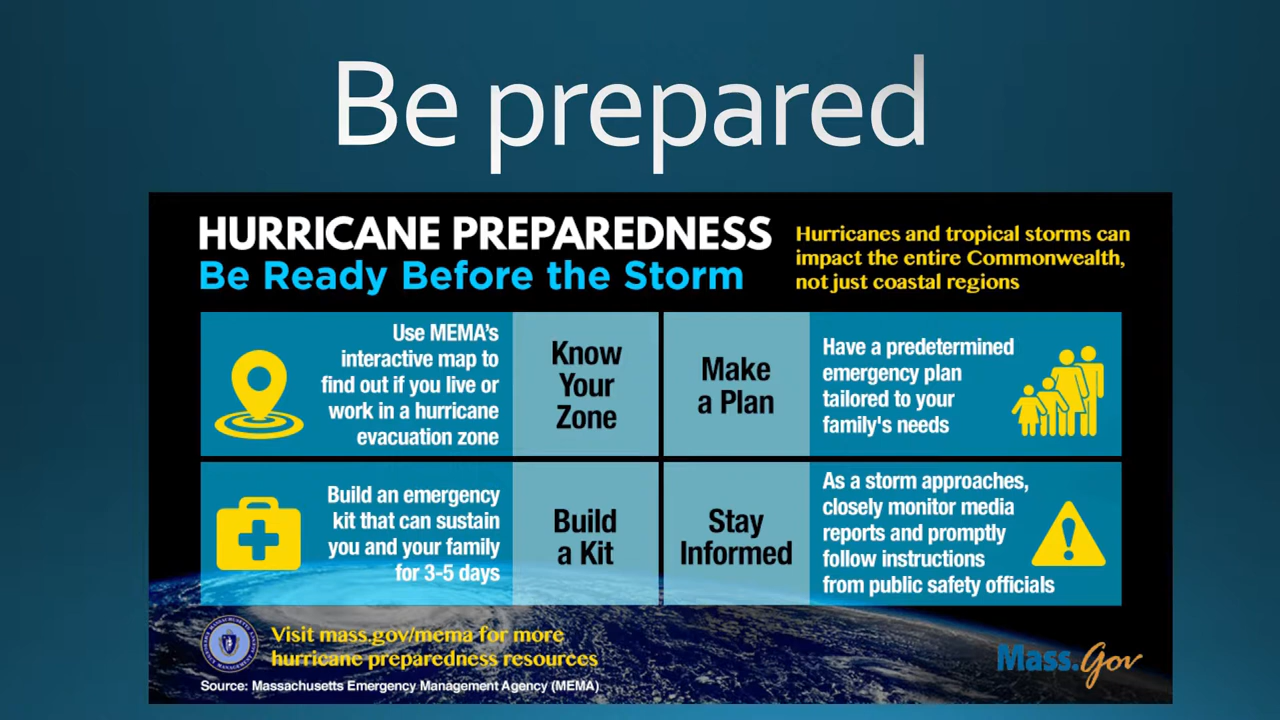 Be prepared
HURRICANE PREPAREDNESS
Be Ready Before the Storm
Hurricanes and tropical storms can
impact the entire Commonwealth,
not just coastal regions
Use MEMA's
interactive map to
find out if you live or
work in a hurricane
evacuation zone
Know
Your
Zone
Make
a Plan
Have a predetermined
emergency plan
tailored to your
family's needs
Build an emergency
kit that can sustain
you and your family
for 3-5 days
Build
a Kit
Stay
Informed
As a storm approaches,
closely monitor media
reports and promptly
follow instructions
from public safety officials
Visit mass.gov/mema for more
hurricane preparedness resources
Source: Massachusetts Emergency Management Agency (MEMA)
Mass.Gov